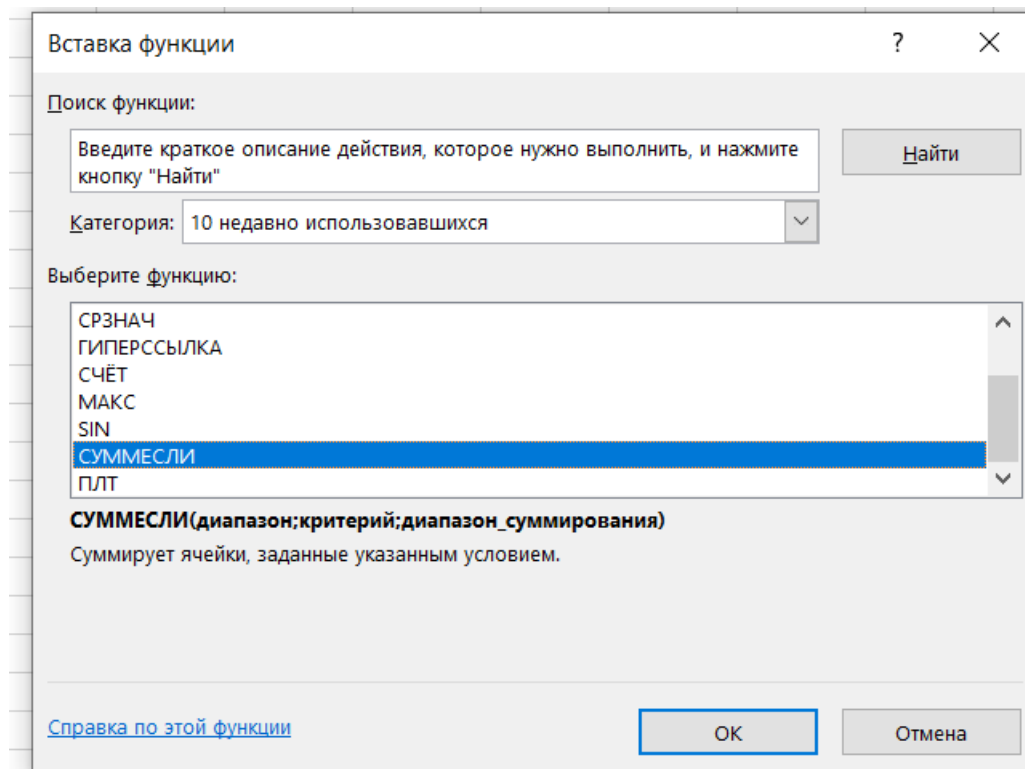 Вставка функции ?
Поиск функции:
Введите краткое описание действия, которое нужно выполнить, и нажмите
кнопку "Найти"
Найти
Категория: 10 недавно использовавшихся
Выберите функцию:
СРЗНАЧ
ГИПЕРССЫЛКА
СЧЁТ
МАКС
SIN
СУММЕСЛИ
ПЛТ
СУММЕСЛИ(диапазон;критерий;диапазон_суммирования)
Суммирует ячейки, заданные указанным условием.
Справка по этой функции
ОК
Отмена